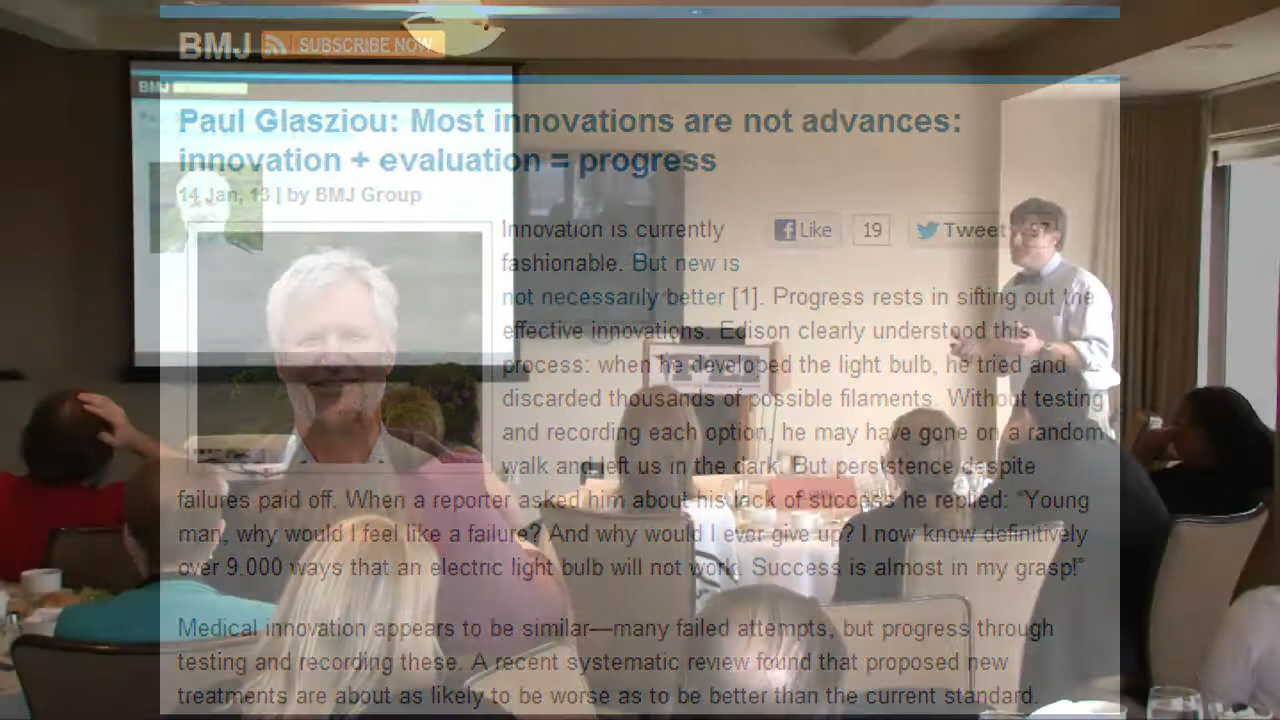 BMJ SUBSCRIBE NOW
BMJ
Paul Glasziou: Most innovations are not advances:
innovation + evaluation = progress
14 Jan, 13 | by BMJ Group
Innovation is currently Like 19 Tweet 37
fashionable. But new is
not necessarily better [1]. Progress rests in sifting out the
effective innovations. Edison clearly understood this
process: when he developed the light bulb, he tried and
discarded thousands of possible filaments. Without testing
and recording each option, he may have gone on a random
walk and left us in the dark. But persistence despite
failures paid off. When a reporter asked him about his lack of success he replied: “Young
man, why would I feel like a failure? And why would I ever give up? I now know definitively
over 9,000 ways that an electric light bulb will not work. Success is almost in my grasp!”
Medical innovation appears to be similar—many failed attempts, but progress through
testing and recording these. A recent systematic review found that proposed new
treatments are about as likely to be worse as to be better than the current standard.